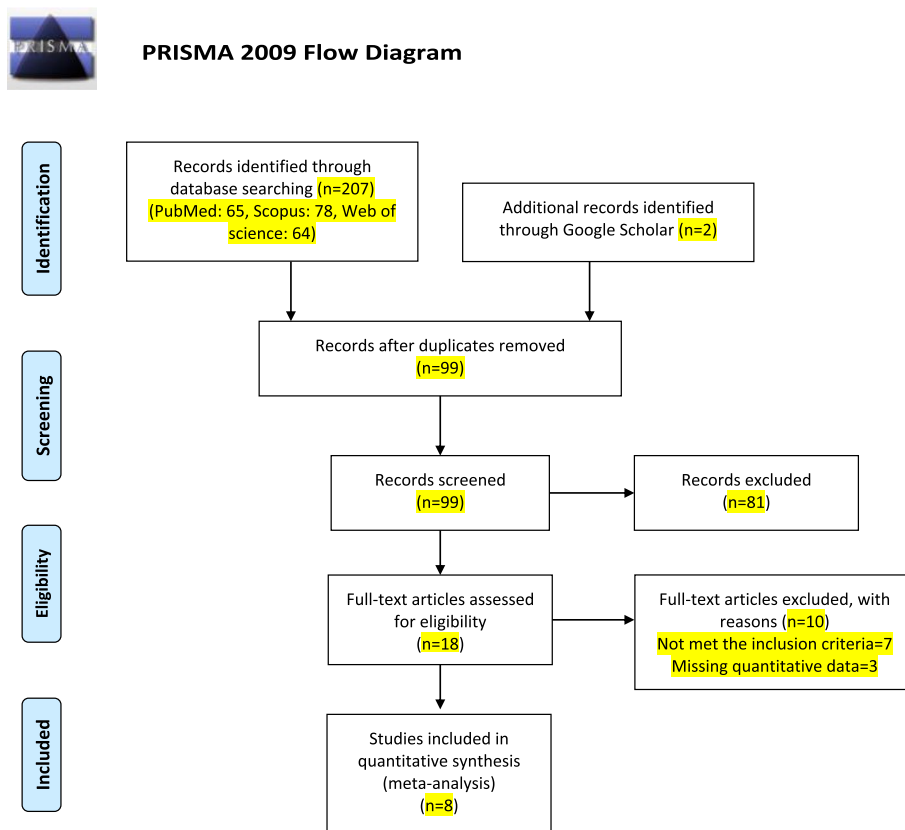 PRISMA
PRISMA 2009 Flow Diagram
Identification
Records identified through
database searching (n=207)
(PubMed: 65, Scopus: 78, Web of
science: 64)
Additional records identified
through Google Scholar (n=2)
Records after duplicates removed
(n=99)
Screening
Records screened
(n=99)
Records excluded
(n=81)
Eligibility
Full-text articles assessed
for eligibility
(n=18)
Full-text articles excluded, with
reasons (n=10)
Not met the inclusion criteria=7
Missing quantitative data=3
Included
Studies included in
quantitative synthesis
(meta-analysis)
(n=8)